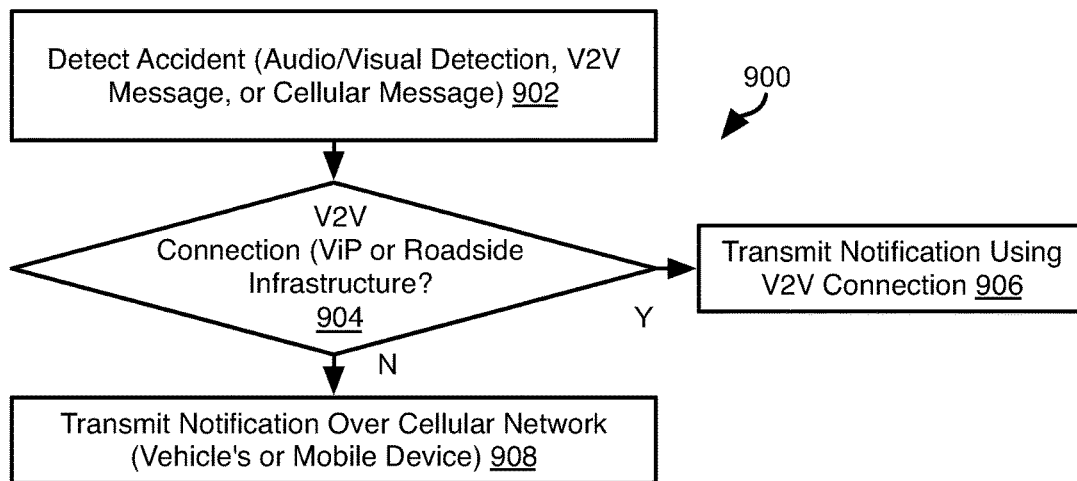 Detect Accident (Audio/Visual Detection, V2V
Message, or Cellular Message) 902
900
V2V
Connection (ViP or Roadside
Infrastructure?
904
Y
Transmit Notification Using
V2V Connection 906
N
Transmit Notification Over Cellular Network
(Vehicle's or Mobile Device) 908